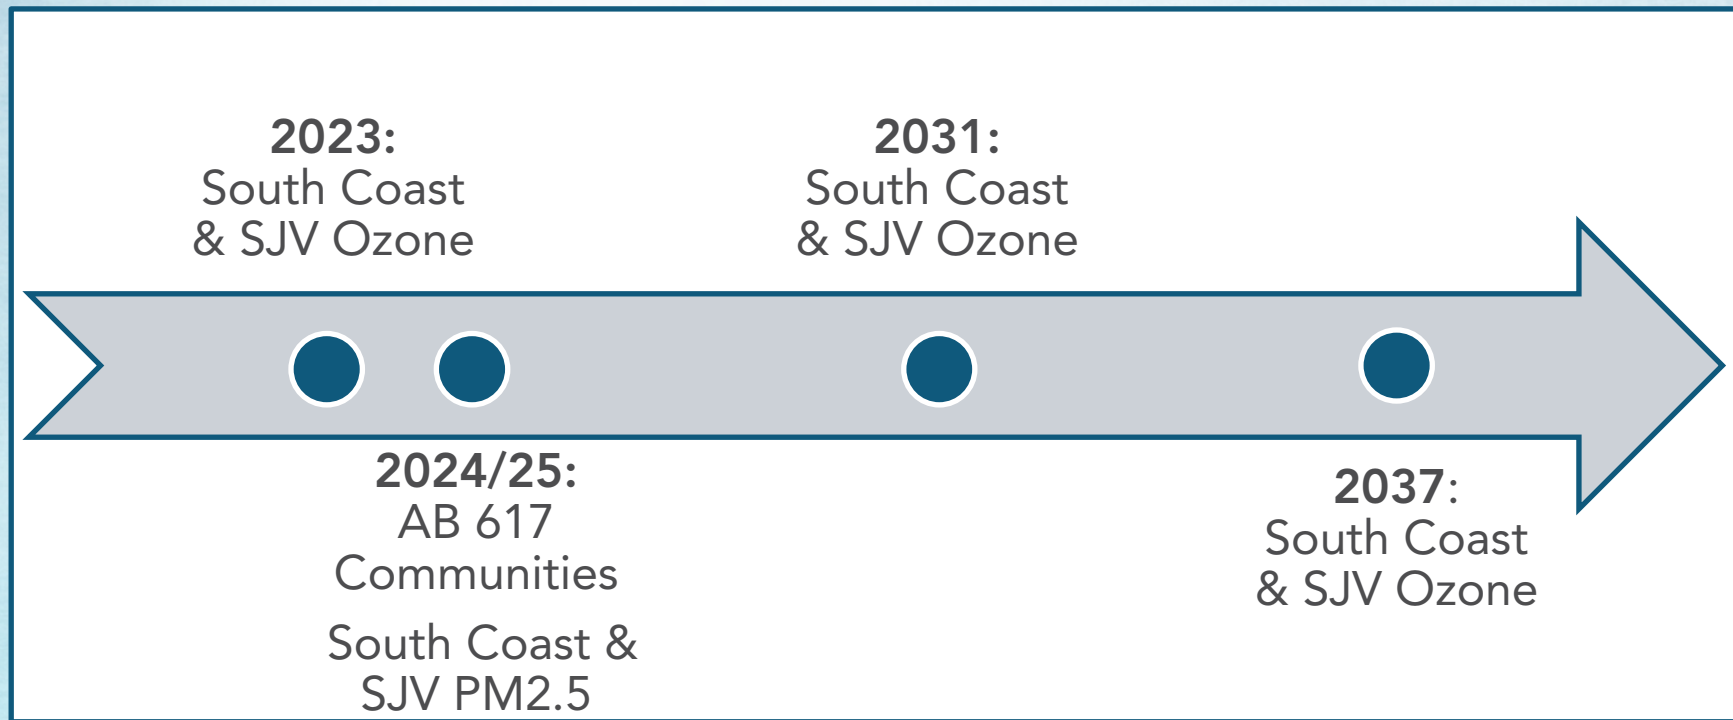 2023:
South Coast
& SJV Ozone
2024/25:
AB 617
Communities
South Coast &
SJV PM2.5
2031:
South Coast
& SJV Ozone
2037:
South Coast
& SJV Ozone